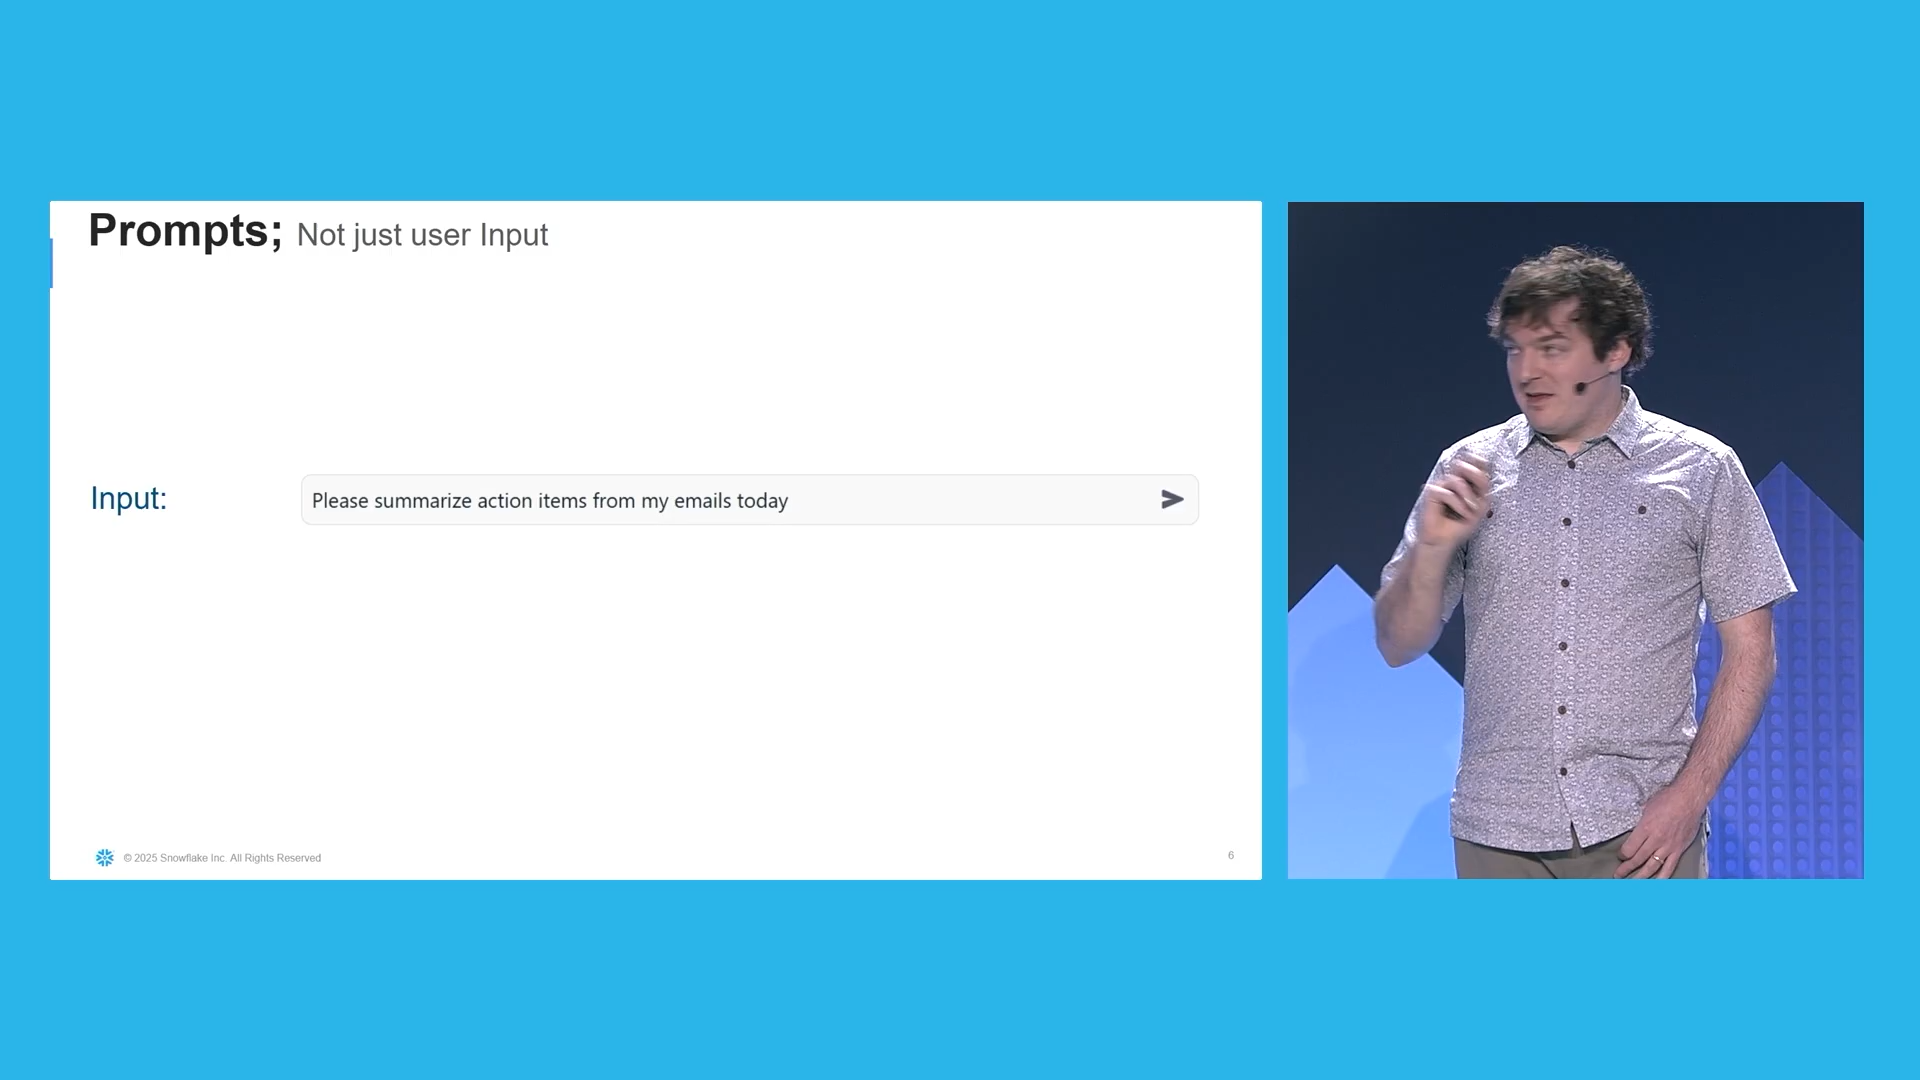 Prompts; Not just user Input
Input:
Please summarize action items from my emails today
© 2025 Snowflake Inc. All Rights Reserved
6